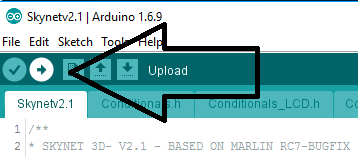 Skynetv2.1 | Arduino 1.6.9
File Edit Sketch Tools Help
Upload
Skynetv2.1 Conditionals.h Conditionals_LCD.h Co
1 /**
2 * SKYNET 3D- V2.1 - BASED ON MARLIN RC7-BUGFIX